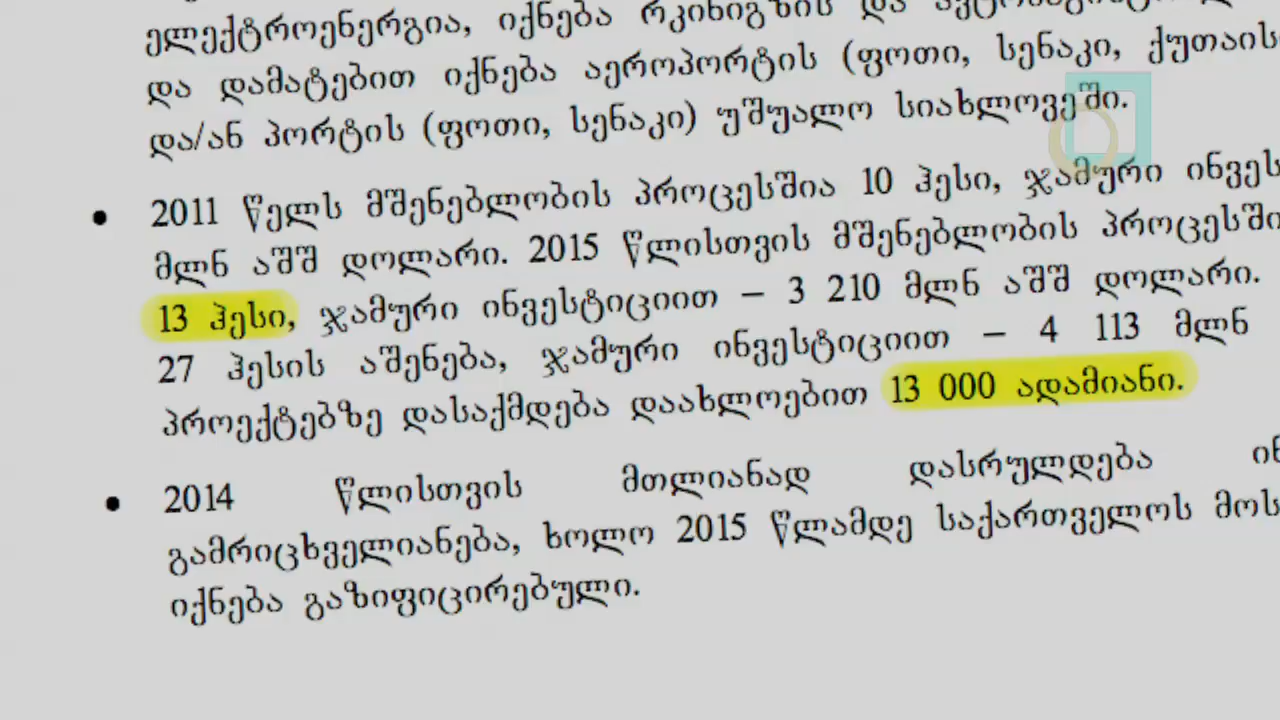 ელექტროენერგია, იქნება რკინიგზის და
და დამატებით იქნება აეროპორტის (ფოთი, სენაკი,
და/ან პორტის (ფოთი, სენაკი) უშუალო სიახლოვეში.
• 2011 წელს მშენებლობის პროცესშია 10 ჰესი, ჯამური
მლნ აშშ დოლარი. 2015 წლისთვის მშენებლობის პროცესში
13 ჰესი, ჯამური ინვესტიციით – 3 210 მლნ აშშ დოლარი.
27 ჰესის აშენება, ჯამური ინვესტიციით – 4 113 მლნ
პროექტებზე დასაქმდება დაახლოებით 13 000 ადამიანი.
• 2014 წლისთვის მთლიანად დასრულდება
გამრიცხველიანება, ხოლო 2015 წლამდე საქართველოს
იქნება გაზიფიცირებული.